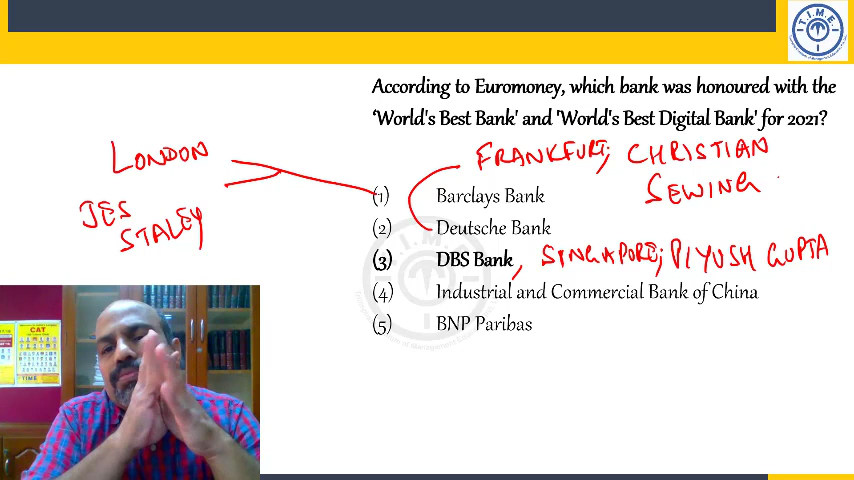 T.I.M.E.
According to Euromoney, which bank was honoured with the
‘World's Best Bank' and 'World's Best Digital Bank' for 2021?
LONDON
FRANKFURT; CHRISTIAN
SEWING
JES
STALEY
(1) Barclays Bank
(2) Deutsche Bank
(3) DBS Bank, SINGAPORE; PIYUSH GUPTA
(4) Industrial and Commercial Bank of China
(5) BNP Paribas
CAT
TIME